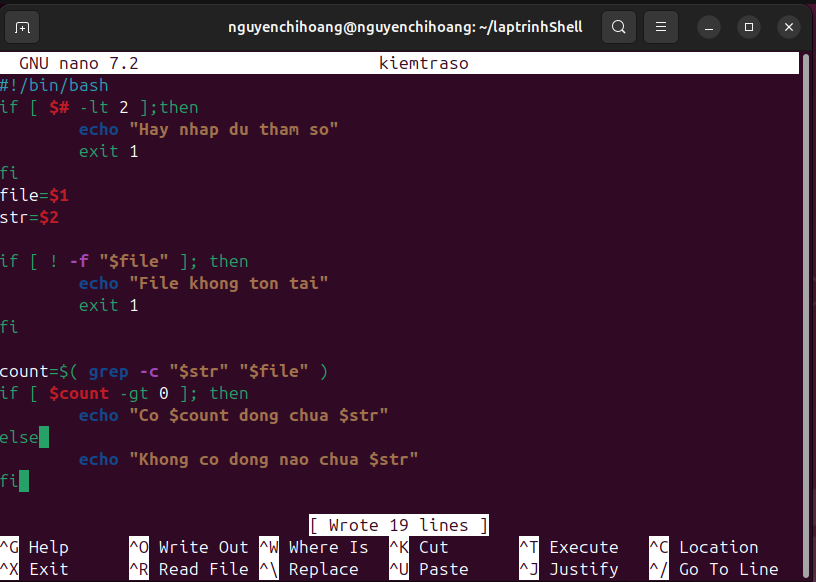 nguyenchihoang@nguyenchihoang: ~/laptrinhShell
GNU nano 7.2 kiemtraso
#!/bin/bash
if [ $# -lt 2 ];then
        echo "Hay nhap du tham so"
        exit 1
fi
file=$1
str=$2

if [ ! -f "$file" ]; then
        echo "File khong ton tai"
        exit 1
fi

count=$( grep -c "$str" "$file" )
if [ $count -gt 0 ]; then
        echo "Co $count dong chua $str"
else
        echo "Khong co dong nao chua $str"
fi
[ Wrote 19 lines ]
^G Help ^O Write Out ^W Where Is ^K Cut ^T Execute ^C Location
^X Exit ^R Read File ^\ Replace ^U Paste ^J Justify ^/ Go To Line